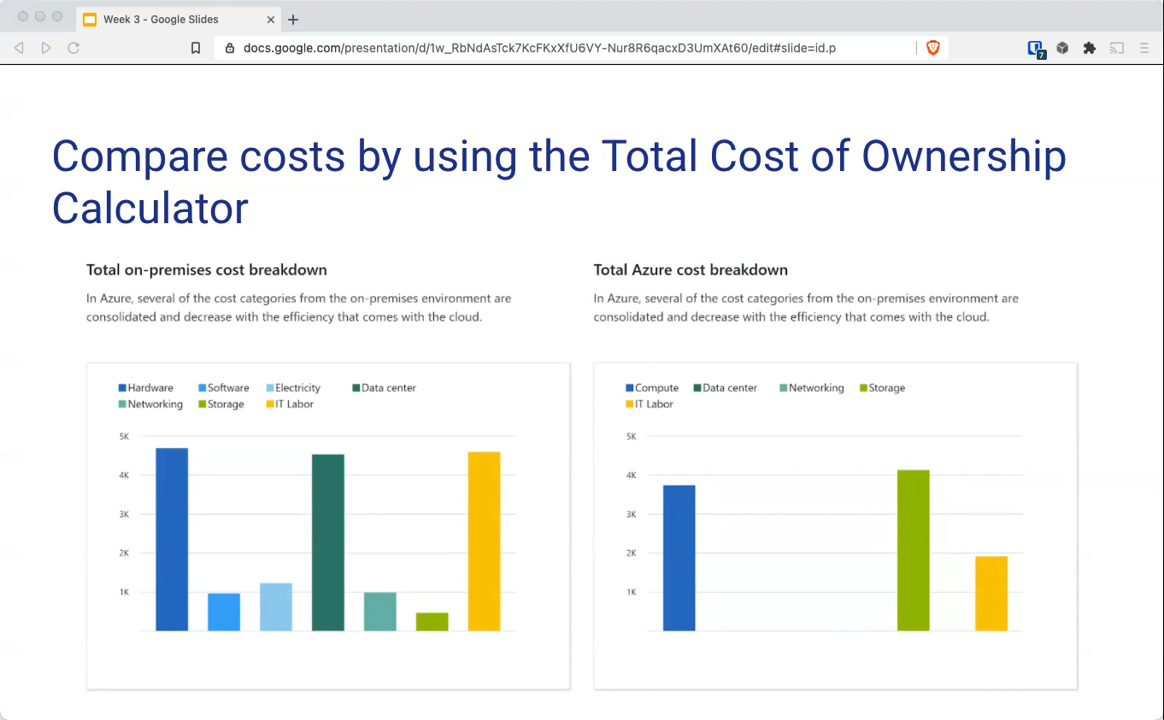 Week 3 - Google Slides
docs.google.com/presentation/d/1w_RbNdAsTck7KcFKxXfU6VY-Nur8R6qacxD3UmXAt60/edit#slide=id.p
7
Compare costs by using the Total Cost of Ownership
Calculator
Total on-premises cost breakdown
In Azure, several of the cost categories from the on-premises environment are
consolidated and decrease with the efficiency that comes with the cloud.
Hardware Software Electricity Data center
Networking Storage IT Labor
5K
4K
3K
2K
1K
Total Azure cost breakdown
In Azure, several of the cost categories from the on-premises environment are
consolidated and decrease with the efficiency that comes with the cloud.
Compute Data center Networking Storage
IT Labor
5K
4K
3K
2K
1K